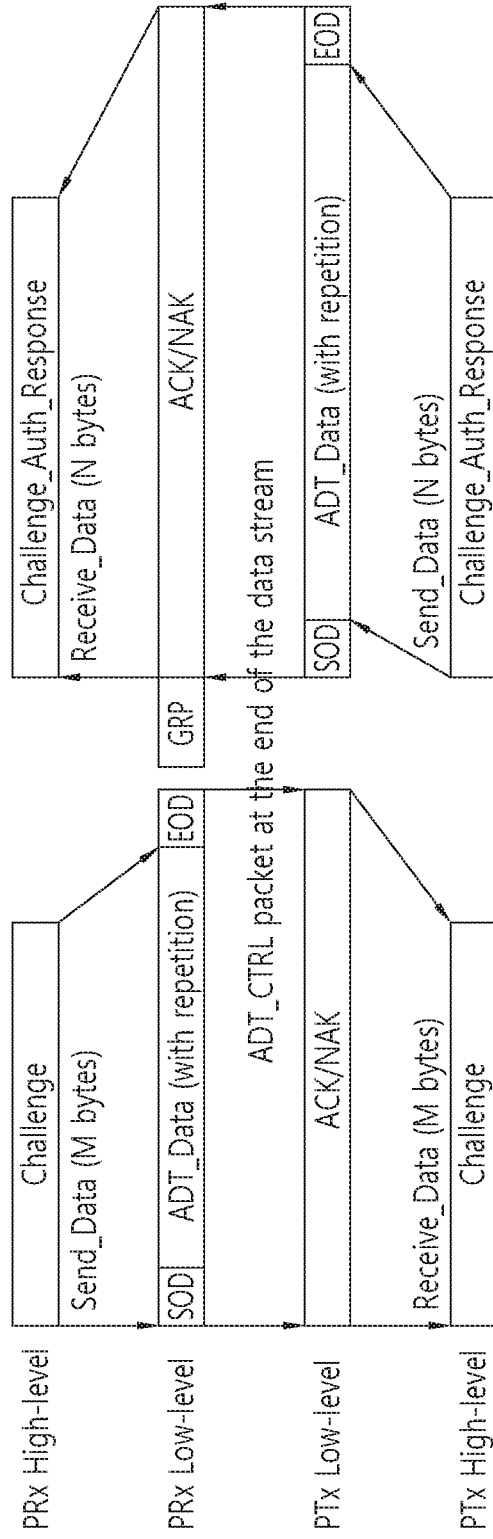 PRx High-level
Challenge
Challenge_Auth_Response
Send_Data (M bytes)
Receive_Data (N bytes)
PRx Low-level
SOD
ADT_Data (with repetition)
EOD
GRP
ACK/NAK
ADT_CTRL packet at the end of the data stream
PTx Low-level
ACK/NAK
SOD
ADT_Data (with repetition)
EOD
Receive_Data (M bytes)
Send_Data (N bytes)
PTx High-level
Challenge
Challenge_Auth_Response